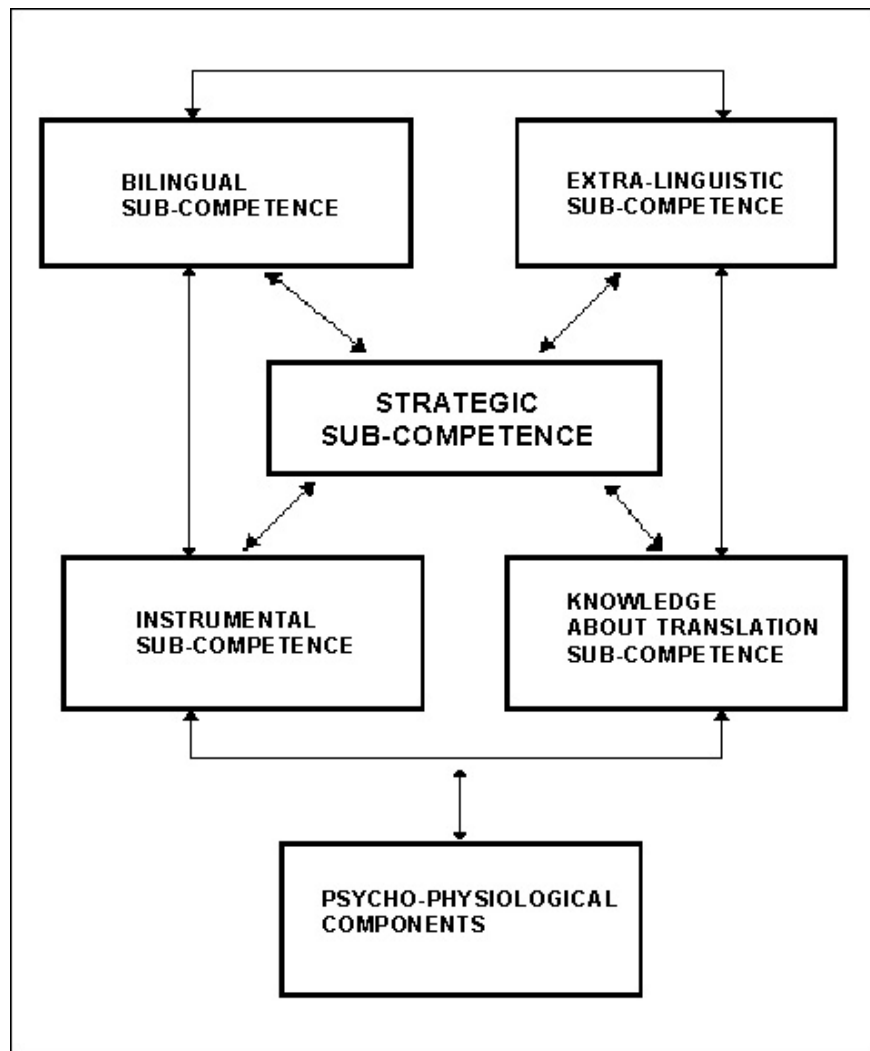 BILINGUAL
SUB-COMPETENCE
EXTRA-LINGUISTIC
SUB-COMPETENCE
STRATEGIC
SUB-COMPETENCE
INSTRUMENTAL
SUB-COMPETENCE
KNOWLEDGE
ABOUT TRANSLATION
SUB-COMPETENCE
PSYCHO-PHYSIOLOGICAL
COMPONENTS